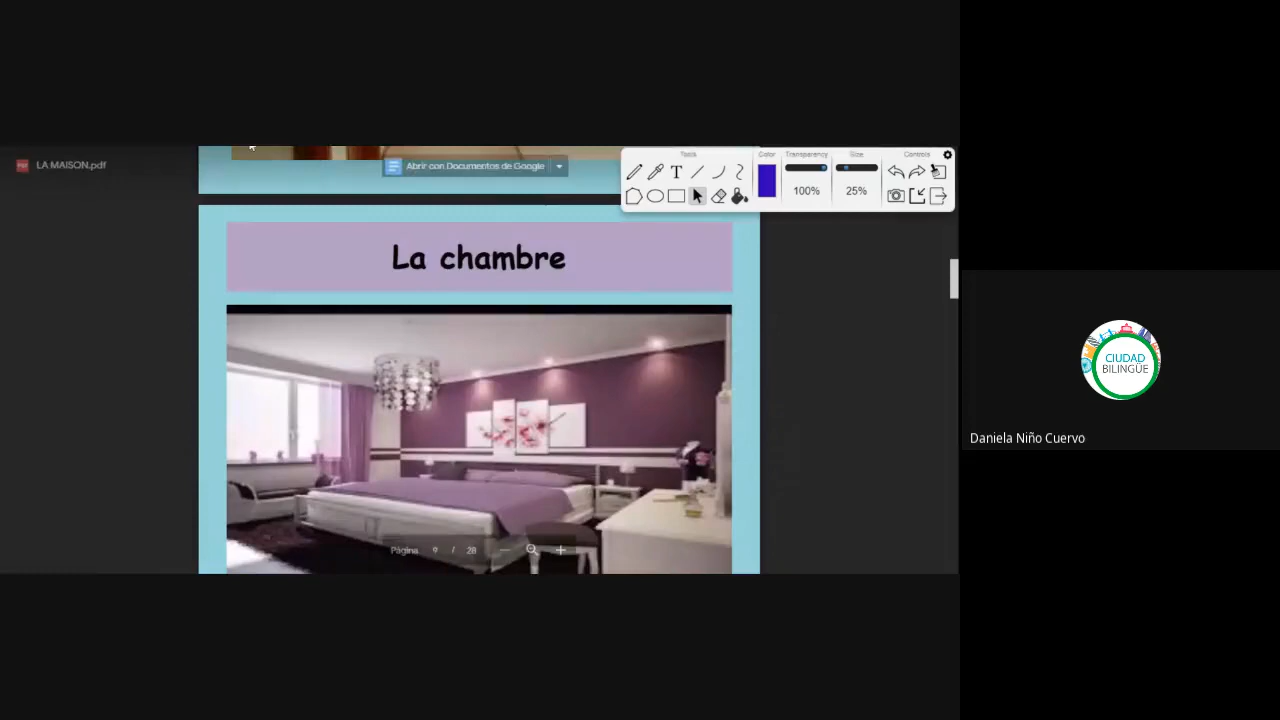 LA MAISON.pdf
Abrir con Documentos de Google
Tools
Color
Transparency
Size
Controls
100%
25%
La chambre
Página 9 / 28
CIUDAD
BILINGÜE
Daniela Niño Cuervo